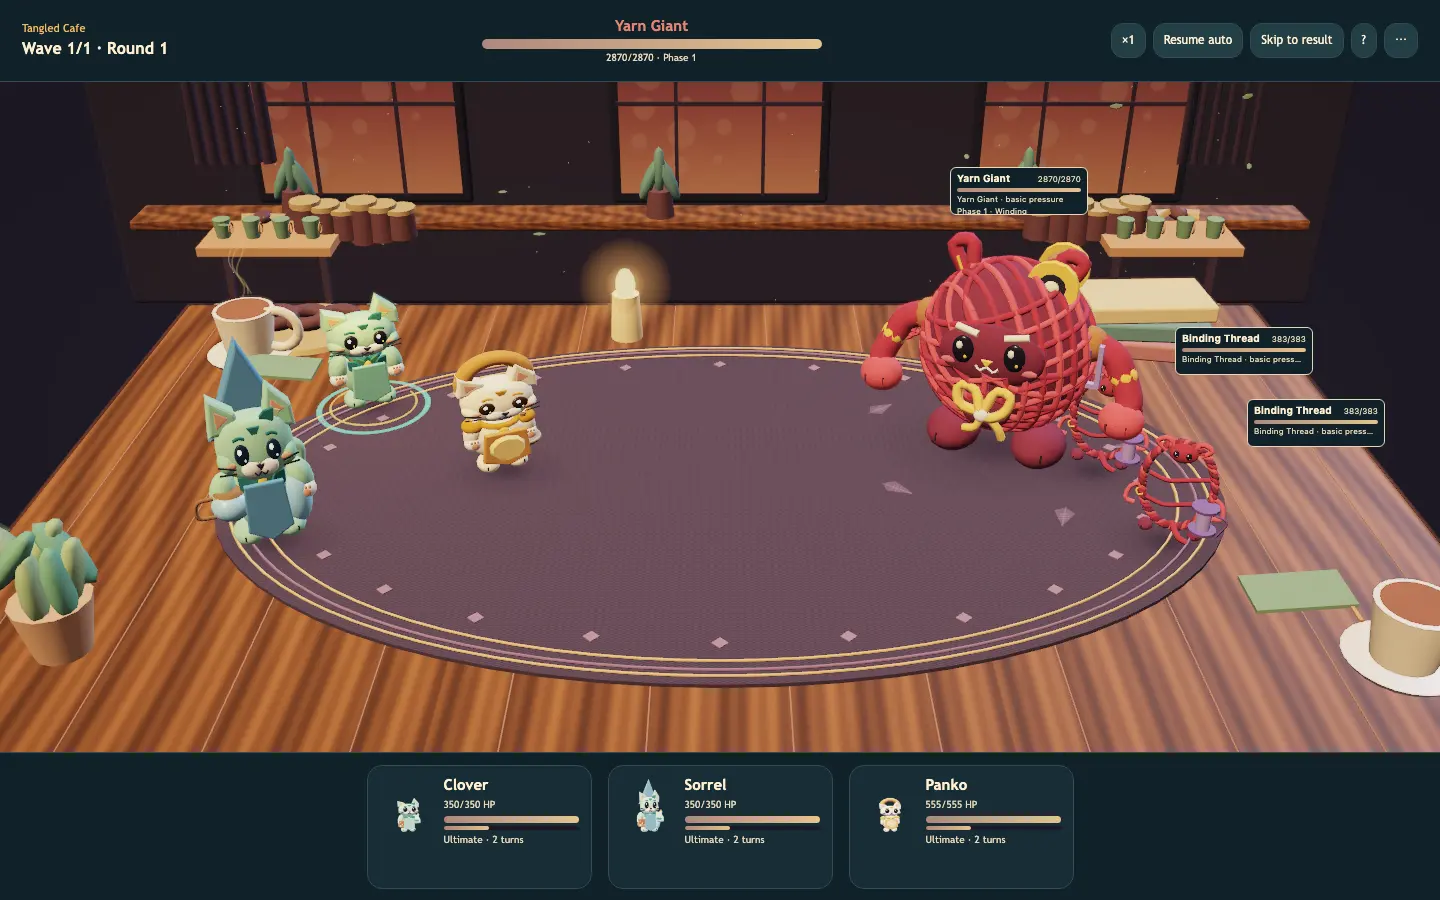 Tangled Cafe
Wave 1/1 · Round 1
Yarn Giant
2870/2870 · Phase 1
×1
Resume auto
Skip to result
?
···
Yarn Giant 2870/2870
Yarn Giant · basic pressure
Phase 1 · Winding
Binding Thread 383/383
Binding Thread · basic press...
Binding Thread 383/383
Binding Thread · basic press...
Clover
350/350 HP
Ultimate · 2 turns
Sorrel
350/350 HP
Ultimate · 2 turns
Panko
555/555 HP
Ultimate · 2 turns